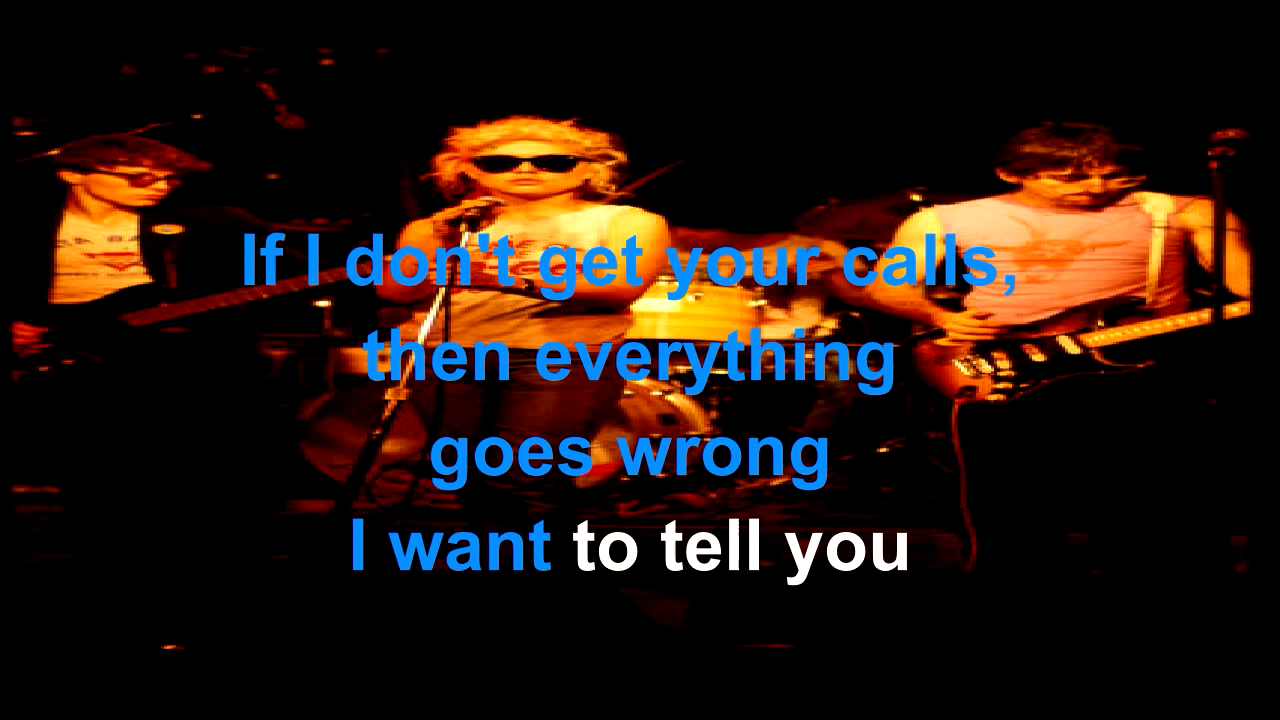 If I don't get your calls,
then everything
goes wrong
I want to tell you